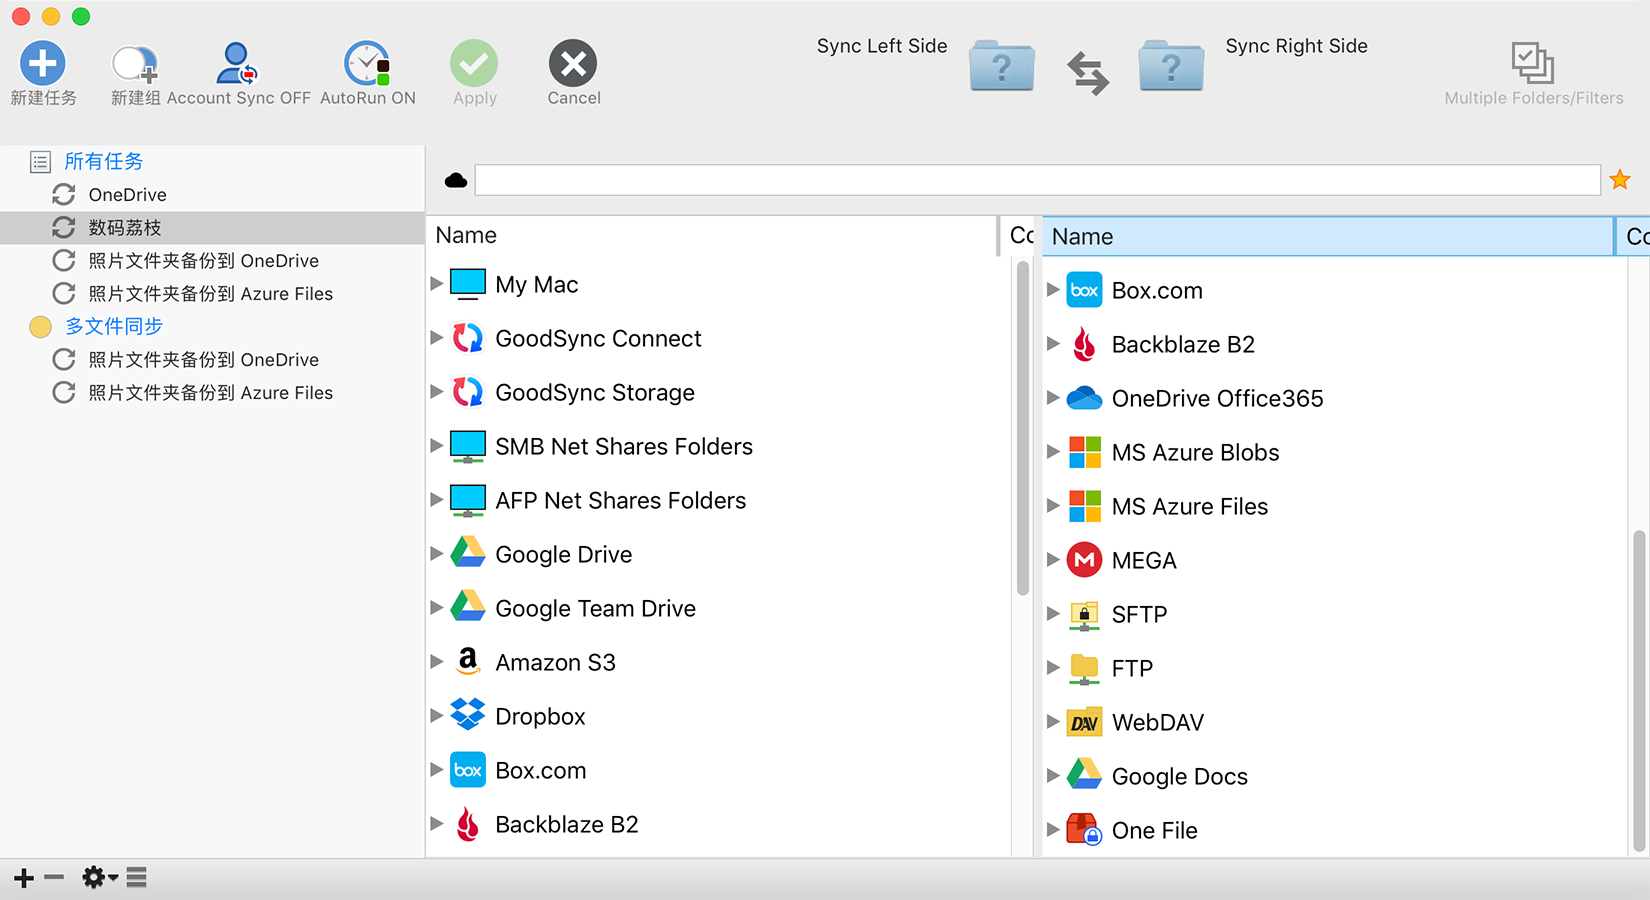 新建任务
新建组
Account Sync OFF
AutoRun ON
Apply
Cancel
Sync Left Side
?
?
Sync Right Side
Multiple Folders/Filters
所有任务
OneDrive
数码荔枝
照片文件夹备份到 OneDrive
照片文件夹备份到 Azure Files
多文件同步
照片文件夹备份到 OneDrive
照片文件夹备份到 Azure Files
Name
My Mac
GoodSync Connect
GoodSync Storage
SMB Net Shares Folders
AFP Net Shares Folders
Google Drive
Google Team Drive
a
Amazon S3
Dropbox
box
Box.com
Backblaze B2
Name
box
Box.com
Backblaze B2
OneDrive Office365
MS Azure Blobs
MS Azure Files
M
MEGA
SFTP
FTP
DAV
WebDAV
Google Docs
One File